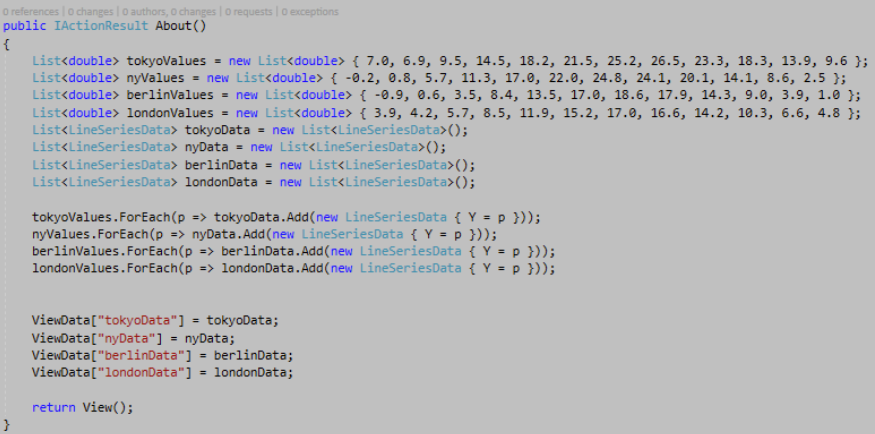 0 references | 0 changes | 0 authors, 0 changes | 0 requests | 0 exceptions
public IActionResult About()
{
    List<double> tokyoValues = new List<double> { 7.0, 6.9, 9.5, 14.5, 18.2, 21.5, 25.2, 26.5, 23.3, 18.3, 13.9, 9.6 };
    List<double> nyValues = new List<double> { -0.2, 0.8, 5.7, 11.3, 17.0, 22.0, 24.8, 24.1, 20.1, 14.1, 8.6, 2.5 };
    List<double> berlinValues = new List<double> { -0.9, 0.6, 3.5, 8.4, 13.5, 17.0, 18.6, 17.9, 14.3, 9.0, 3.9, 1.0 };
    List<double> londonValues = new List<double> { 3.9, 4.2, 5.7, 8.5, 11.9, 15.2, 17.0, 16.6, 14.2, 10.3, 6.6, 4.8 };
    List<LineSeriesData> tokyoData = new List<LineSeriesData>();
    List<LineSeriesData> nyData = new List<LineSeriesData>();
    List<LineSeriesData> berlinData = new List<LineSeriesData>();
    List<LineSeriesData> londonData = new List<LineSeriesData>();

    tokyoValues.ForEach(p => tokyoData.Add(new LineSeriesData { Y = p }));
    nyValues.ForEach(p => nyData.Add(new LineSeriesData { Y = p }));
    berlinValues.ForEach(p => berlinData.Add(new LineSeriesData { Y = p }));
    londonValues.ForEach(p => londonData.Add(new LineSeriesData { Y = p }));

    ViewData["tokyoData"] = tokyoData;
    ViewData["nyData"] = nyData;
    ViewData["berlinData"] = berlinData;
    ViewData["londonData"] = londonData;

    return View();
}